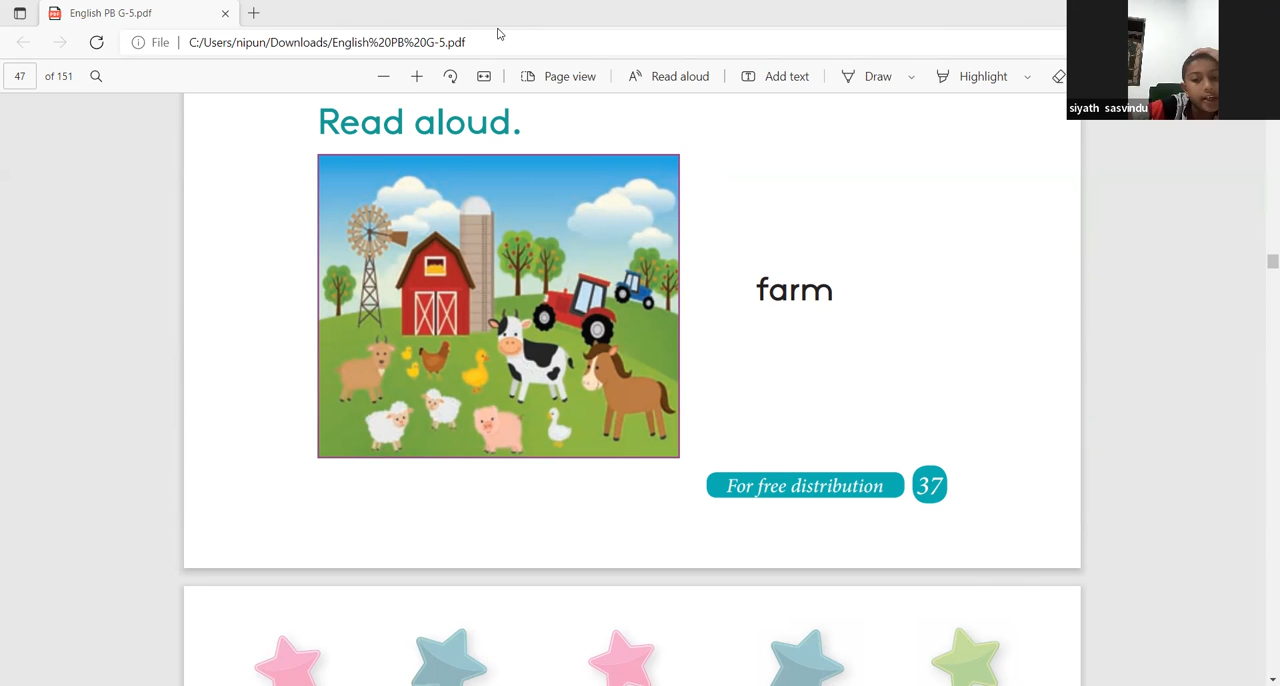 English PB G-5.pdf
File | C:/Users/nipun/Downloads/English%20PB%20G-5.pdf
47 of 151
Page view
Read aloud
Add text
Draw
Highlight
siyath sasvindu
Read aloud.
farm
For free distribution 37